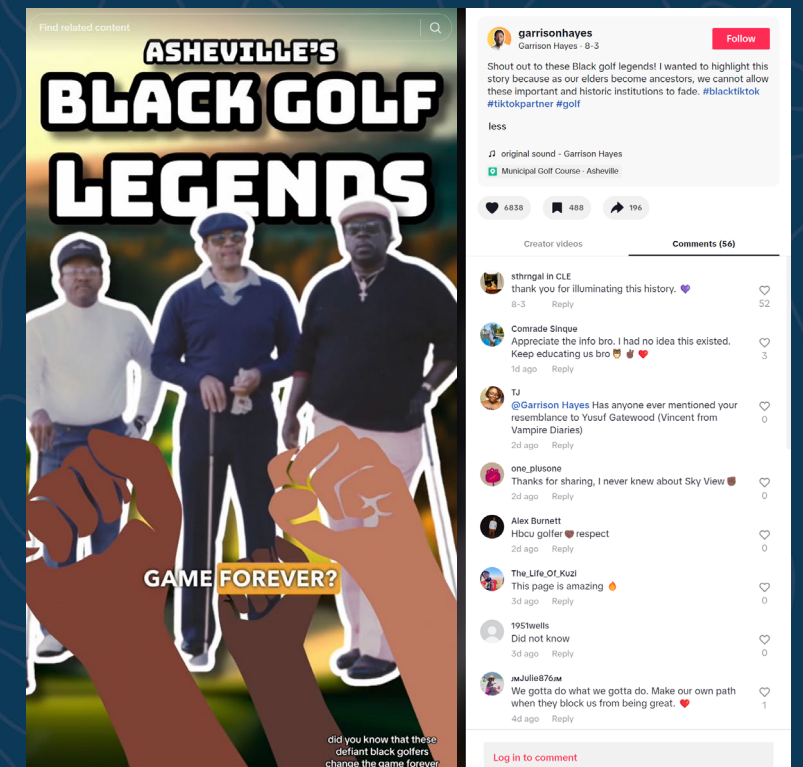 Find related content
ASHEVILLE'S
BLACK GOLF
LEGENDS
GAME FOREVER?
did you know that these
defiant black golfers
change the game forever
garrisonhayes
Garrison Hayes · 8-3
Follow
Shout out to these Black golf legends! I wanted to highlight this
story because as our elders become ancestors, we cannot allow
these important and historic institutions to fade. #blacktiktok
#tiktokpartner #golf
less
original sound - Garrison Hayes
Municipal Golf Course · Asheville
6838
488
196
Creator videos
Comments (56)
sthrngal in CLE
thank you for illuminating this history. 💜
8-3 Reply
52
Comrade Sinque
Appreciate the info bro. I had no idea this existed.
Keep educating us bro
1d ago Reply
3
TJ
@Garrison Hayes Has anyone ever mentioned your
resemblance to Yusuf Gatewood (Vincent from
Vampire Diaries)
2d ago Reply
0
one_plusone
Thanks for sharing, I never knew about Sky View
2d ago Reply
0
Alex Burnett
Hbcu golfer respect
2d ago Reply
0
The_Life_Of_Kuzi
This page is amazing 🔥
3d ago Reply
0
1951wells
Did not know
3d ago Reply
0
ᴊᴍJulie876ᴊᴍ
We gotta do what we gotta do. Make our own path
when they block us from being great. ❤️
4d ago Reply
1
Log in to comment